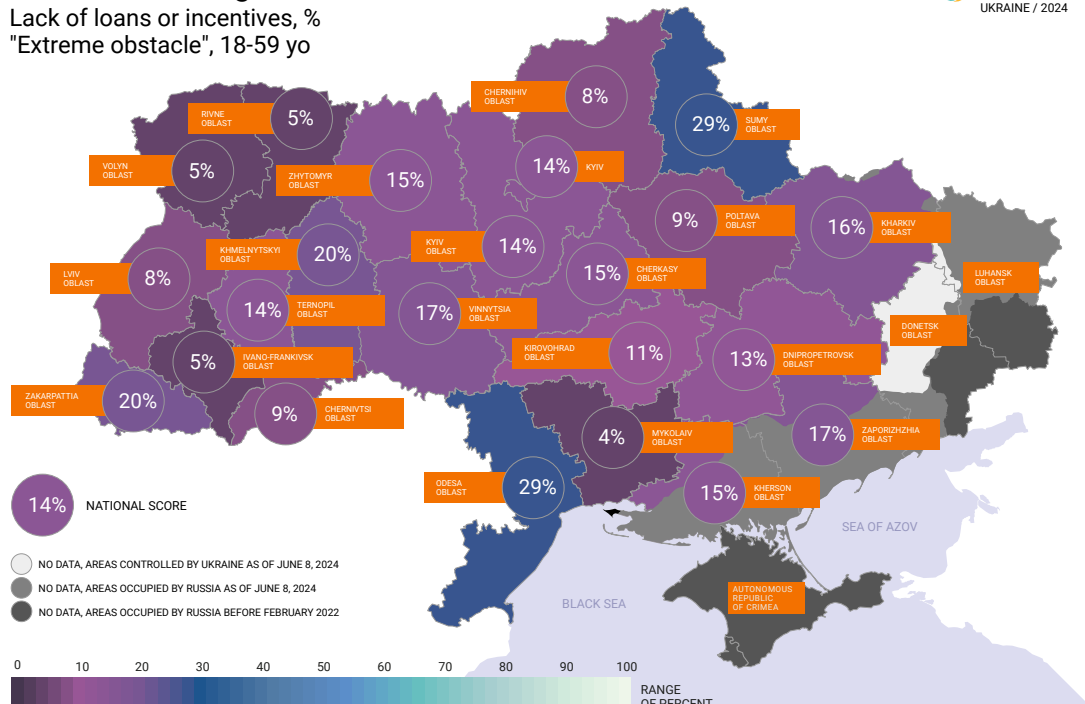 Lack of loans or incentives, %
"Extreme obstacle", 18-59 yo
UKRAINE / 2024
CHERNIHIV
OBLAST
8%
RIVNE
OBLAST
5%
29%
SUMY
OBLAST
VOLYN
OBLAST
5%
ZHYTOMYR
OBLAST
15%
14%
KYIV
9%
POLTAVA
OBLAST
16%
KHARKIV
OBLAST
KHMELNYTSKYI
OBLAST
20%
KYIV
OBLAST
14%
15%
CHERKASY
OBLAST
LVIV
OBLAST
8%
LUHANSK
OBLAST
14%
TERNOPIL
OBLAST
17%
VINNYTSIA
OBLAST
DONETSK
OBLAST
KIROVOHRAD
OBLAST
11%
13%
DNIPROPETROVSK
OBLAST
5%
IVANO-FRANKIVSK
OBLAST
ZAKARPATTIA
OBLAST
20%
9%
CHERNIVTSI
OBLAST
4%
MYKOLAIV
OBLAST
17%
ZAPORIZHZHIA
OBLAST
ODESA
OBLAST
29%
15%
KHERSON
OBLAST
14%
NATIONAL SCORE
SEA OF AZOV
NO DATA, AREAS CONTROLLED BY UKRAINE AS OF JUNE 8, 2024
NO DATA, AREAS OCCUPIED BY RUSSIA AS OF JUNE 8, 2024
NO DATA, AREAS OCCUPIED BY RUSSIA BEFORE FEBRUARY 2022
BLACK SEA
AUTONOMOUS
REPUBLIC
OF CRIMEA
0 10 20 30 40 50 60 70 80 90 100
RANGE
OF PERCENT